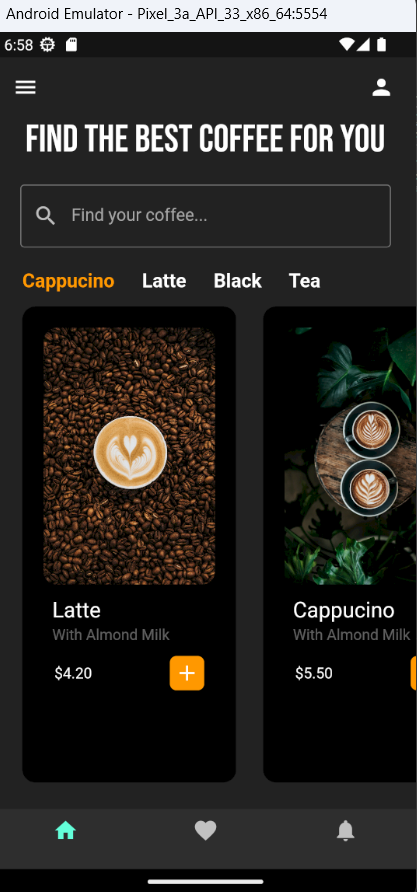 Android Emulator - Pixel_3a_API_33_x86_64:5554
6:58
FIND THE BEST COFFEE FOR YOU
Find your coffee...
Cappucino Latte Black Tea
Latte
With Almond Milk
$4.20
Cappucino
With Almond Milk
$5.50